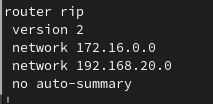 router rip
version 2
network 172.16.0.0
network 192.168.20.0
no auto-summary
!